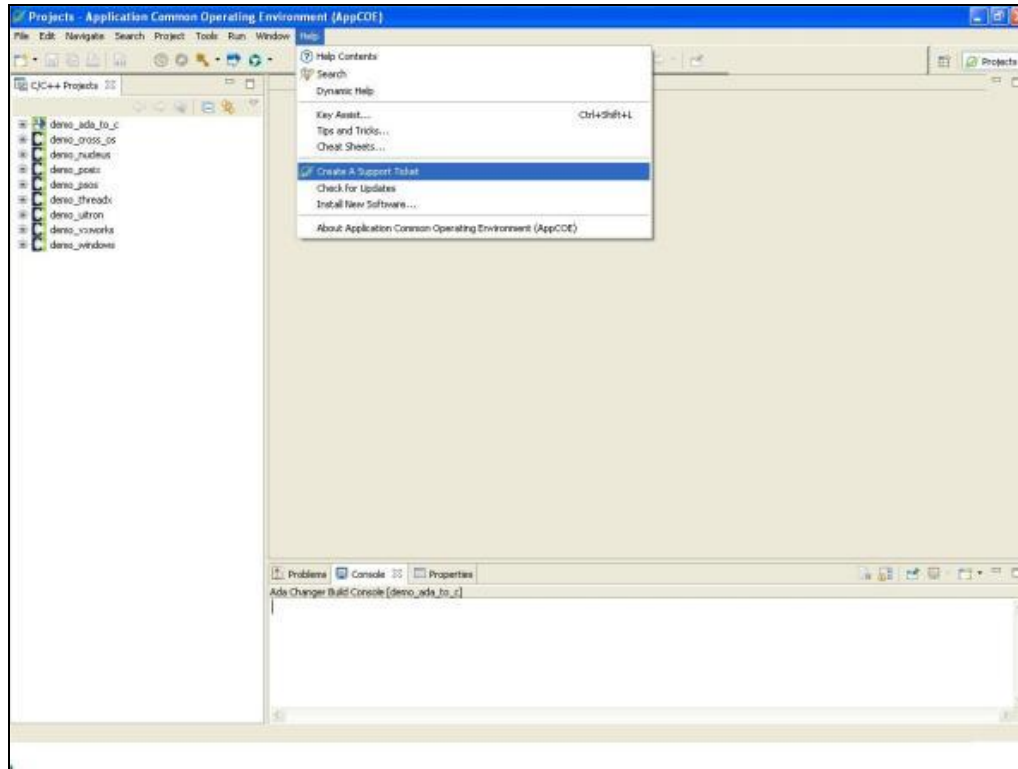 Projects - Application Common Operating Environment (AppCOE)
File Edit Navigate Search Project Tools Run Window Help
Projects
C/C++ Projects
Help Contents
Search
Dynamic Help
Key Assist... Ctrl+Shift+L
Tips and Tricks...
Cheat Sheets...
Create A Support Ticket
Check for Updates
Install New Software...
About Application Common Operating Environment (AppCOE)
demo_ada_to_c
demo_cross_os
demo_nucleus
demo_posix
demo_psos
demo_threadx
demo_uitron
demo_vxworks
demo_windows
Problems Console Properties
Ada Changer Build Console [demo_ada_to_c]